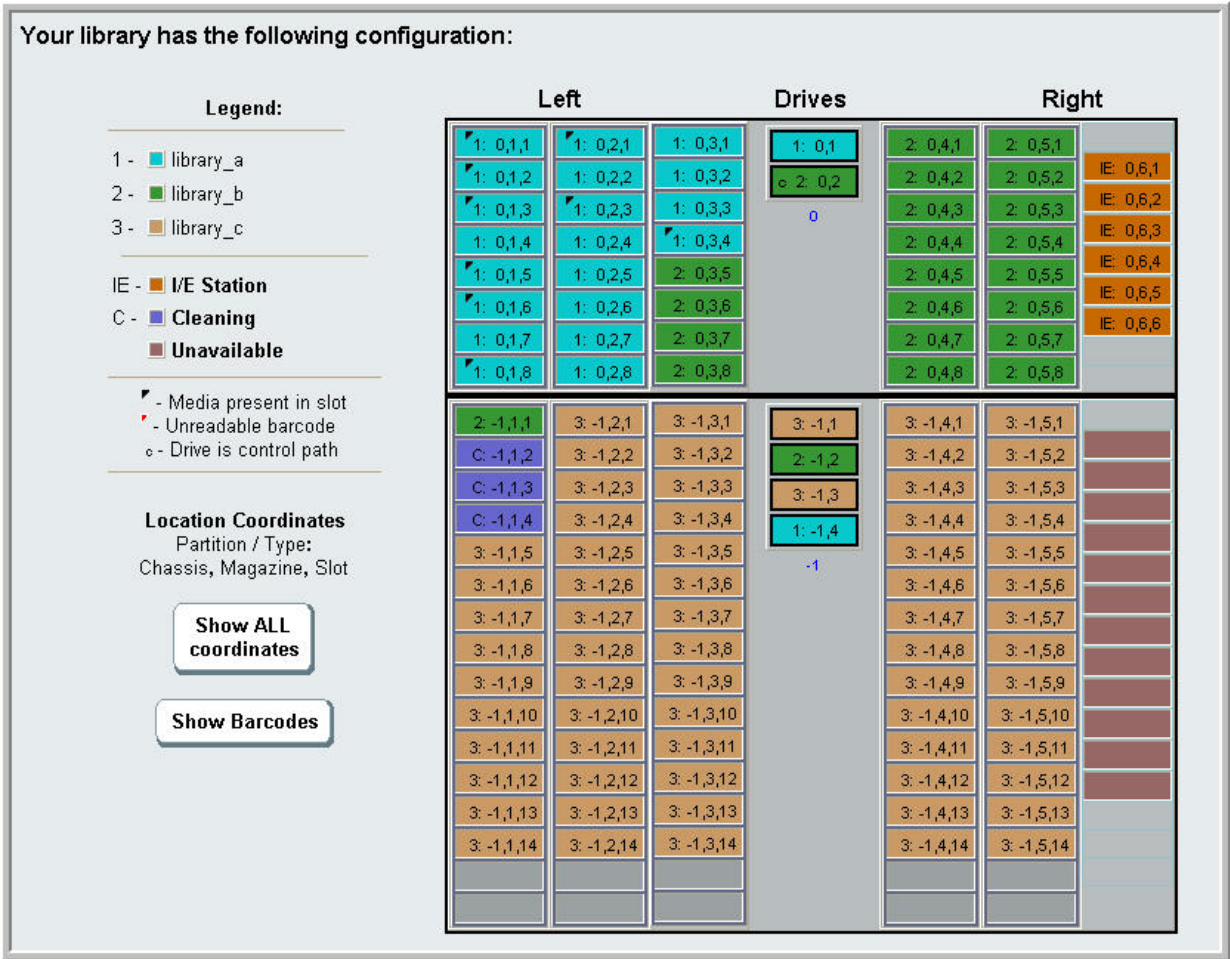 Your library has the following configuration:
Legend:
1 - library_a
2 - library_b
3 - library_c
IE - I/E Station
C - Cleaning
Unavailable
- Media present in slot
- Unreadable barcode
c - Drive is control path
Location Coordinates
Partition / Type:
Chassis, Magazine, Slot
Show ALL
coordinates
Show Barcodes
Left Drives Right
1: 0,1,1 1: 0,2,1 1: 0,3,1 1: 0,1 2: 0,4,1 2: 0,5,1 IE: 0,6,1
1: 0,1,2 1: 0,2,2 1: 0,3,2 c 2: 0,2 2: 0,4,2 2: 0,5,2 IE: 0,6,2
1: 0,1,3 1: 0,2,3 1: 0,3,3 0 2: 0,4,3 2: 0,5,3 IE: 0,6,3
1: 0,1,4 1: 0,2,4 1: 0,3,4 2: 0,4,4 2: 0,5,4 IE: 0,6,4
1: 0,1,5 1: 0,2,5 2: 0,3,5 2: 0,4,5 2: 0,5,5 IE: 0,6,5
1: 0,1,6 1: 0,2,6 2: 0,3,6 2: 0,4,6 2: 0,5,6 IE: 0,6,6
1: 0,1,7 1: 0,2,7 2: 0,3,7 2: 0,4,7 2: 0,5,7
1: 0,1,8 1: 0,2,8 2: 0,3,8 2: 0,4,8 2: 0,5,8
2: -1,1,1 3: -1,2,1 3: -1,3,1 3: -1,1 3: -1,4,1 3: -1,5,1
C: -1,1,2 3: -1,2,2 3: -1,3,2 2: -1,2 3: -1,4,2 3: -1,5,2
C: -1,1,3 3: -1,2,3 3: -1,3,3 3: -1,3 3: -1,4,3 3: -1,5,3
C: -1,1,4 3: -1,2,4 3: -1,3,4 1: -1,4 3: -1,4,4 3: -1,5,4
3: -1,1,5 3: -1,2,5 3: -1,3,5 -1 3: -1,4,5 3: -1,5,5
3: -1,1,6 3: -1,2,6 3: -1,3,6 3: -1,4,6 3: -1,5,6
3: -1,1,7 3: -1,2,7 3: -1,3,7 3: -1,4,7 3: -1,5,7
3: -1,1,8 3: -1,2,8 3: -1,3,8 3: -1,4,8 3: -1,5,8
3: -1,1,9 3: -1,2,9 3: -1,3,9 3: -1,4,9 3: -1,5,9
3: -1,1,10 3: -1,2,10 3: -1,3,10 3: -1,4,10 3: -1,5,10
3: -1,1,11 3: -1,2,11 3: -1,3,11 3: -1,4,11 3: -1,5,11
3: -1,1,12 3: -1,2,12 3: -1,3,12 3: -1,4,12 3: -1,5,12
3: -1,1,13 3: -1,2,13 3: -1,3,13 3: -1,4,13 3: -1,5,13
3: -1,1,14 3: -1,2,14 3: -1,3,14 3: -1,4,14 3: -1,5,14